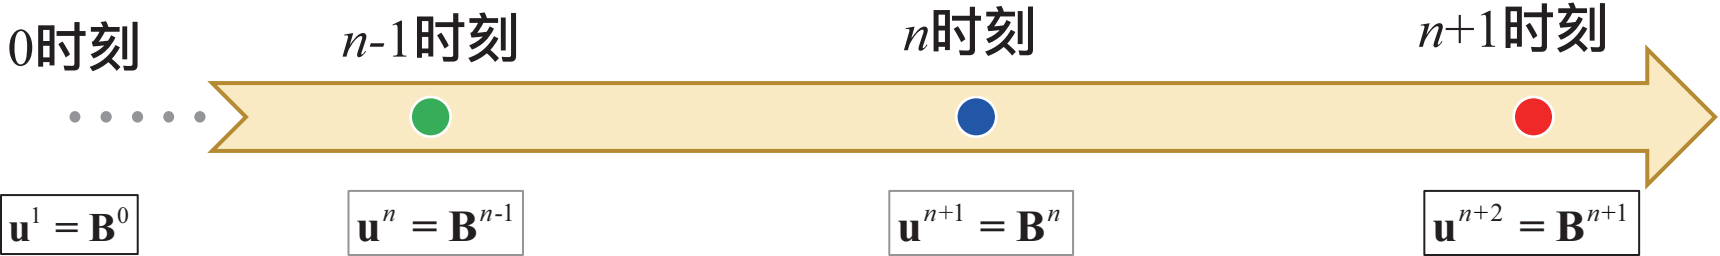 0时刻 n-1时刻 n时刻 n+1时刻
u¹ = B⁰ uⁿ = Bⁿ⁻¹ uⁿ⁺¹ = Bⁿ uⁿ⁺² = Bⁿ⁺¹